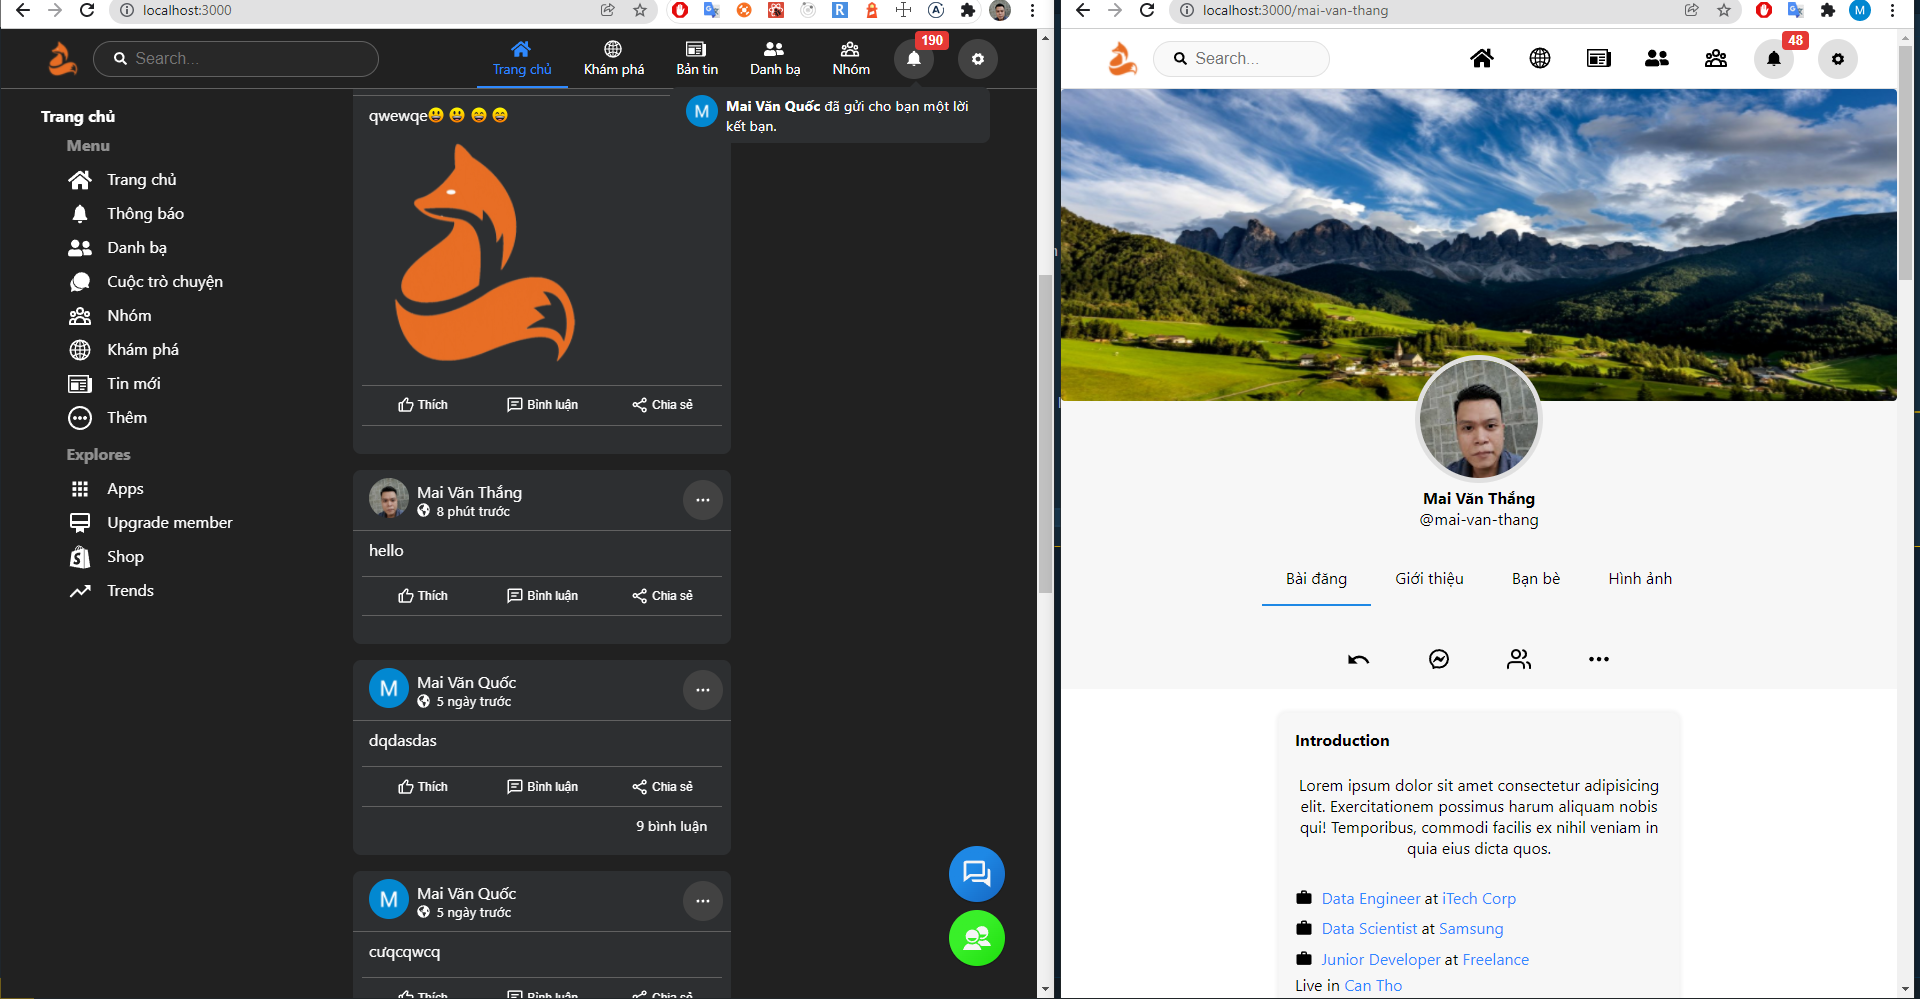 localhost:3000
Search...
Trang chủ
Khám phá
Bản tin
Danh bạ
Nhóm
190
Mai Văn Quốc đã gửi cho bạn một lời
kết bạn.
M
Trang chủ
Menu
Trang chủ
Thông báo
Danh bạ
Cuộc trò chuyện
Nhóm
Khám phá
Tin mới
Thêm
Explores
Apps
Upgrade member
Shop
Trends
qwewqe😃 😃 😄 😄
Thích
Bình luận
Chia sẻ
Mai Văn Thắng
8 phút trước
hello
Thích
Bình luận
Chia sẻ
M
Mai Văn Quốc
5 ngày trước
dqdasdas
Thích
Bình luận
Chia sẻ
9 bình luận
M
Mai Văn Quốc
5 ngày trước
cưqcqwcq
Thích
Bình luận
Chia sẻ
localhost:3000/mai-van-thang
M
Search...
48
Mai Văn Thắng
@mai-van-thang
Bài đăng
Giới thiệu
Bạn bè
Hình ảnh
Introduction
Lorem ipsum dolor sit amet consectetur adipisicing
elit. Exercitationem possimus harum aliquam nobis
qui! Temporibus, commodi facilis ex nihil veniam in
quia eius dicta quos.
Data Engineer at iTech Corp
Data Scientist at Samsung
Junior Developer at Freelance
Live in Can Tho